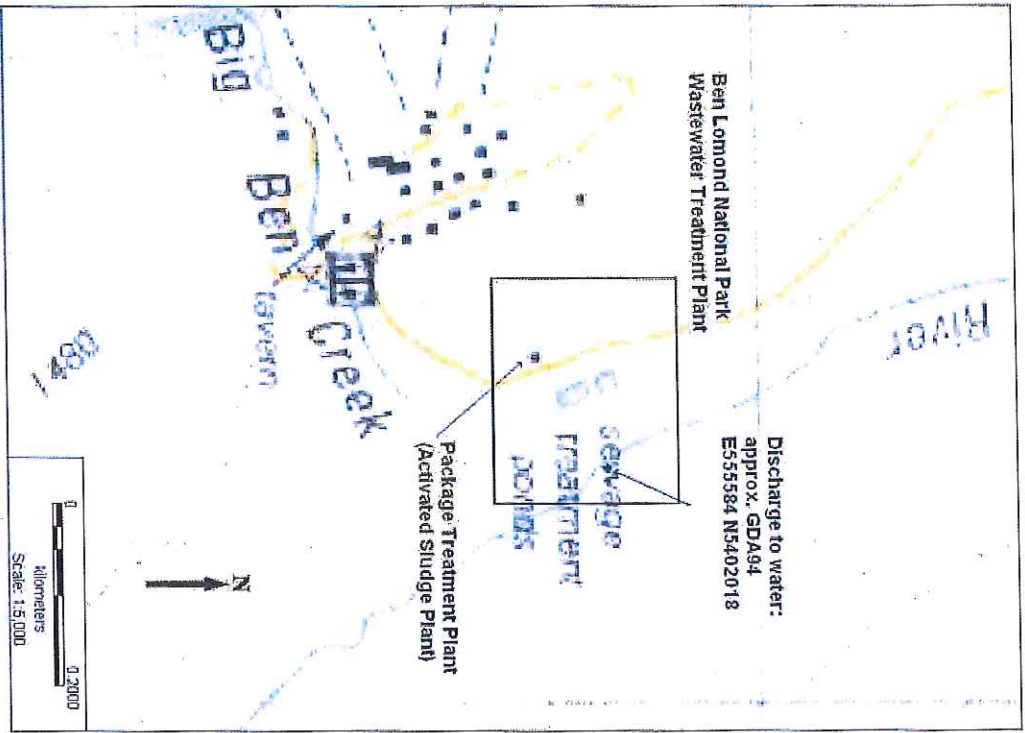 Ben Lomond National Park
Wastewater Treatment Plant
River
Discharge to water:
approx. GDA94
E555584 N5402018
Big
Ben
Creek
tavern
sewage
treatment
ponds
Package Treatment Plant
(Activated Sludge Plant)
N
0
0.2000
kilometers
Scale: 1:5,000